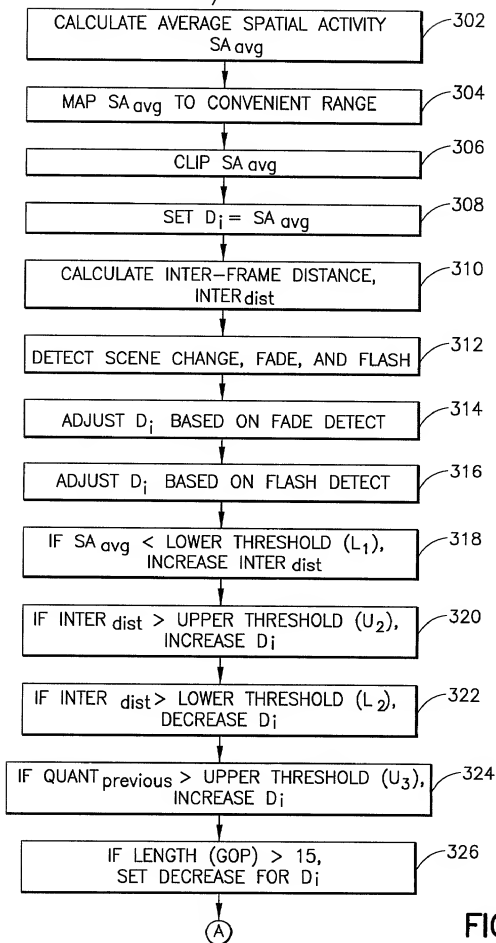 CALCULATE AVERAGE SPATIAL ACTIVITY
SA avg
302
MAP SA avg TO CONVENIENT RANGE
304
CLIP SA avg
306
SET Di = SA avg
308
CALCULATE INTER-FRAME DISTANCE,
INTER dist
310
DETECT SCENE CHANGE, FADE, AND FLASH
312
ADJUST Di BASED ON FADE DETECT
314
ADJUST Di BASED ON FLASH DETECT
316
IF SA avg < LOWER THRESHOLD (L1),
INCREASE INTER dist
318
IF INTER dist > UPPER THRESHOLD (U2),
INCREASE Di
320
IF INTER dist > LOWER THRESHOLD (L2),
DECREASE Di
322
IF QUANT previous > UPPER THRESHOLD (U3),
INCREASE Di
324
IF LENGTH (GOP) > 15,
SET DECREASE FOR Di
326
A
FIG